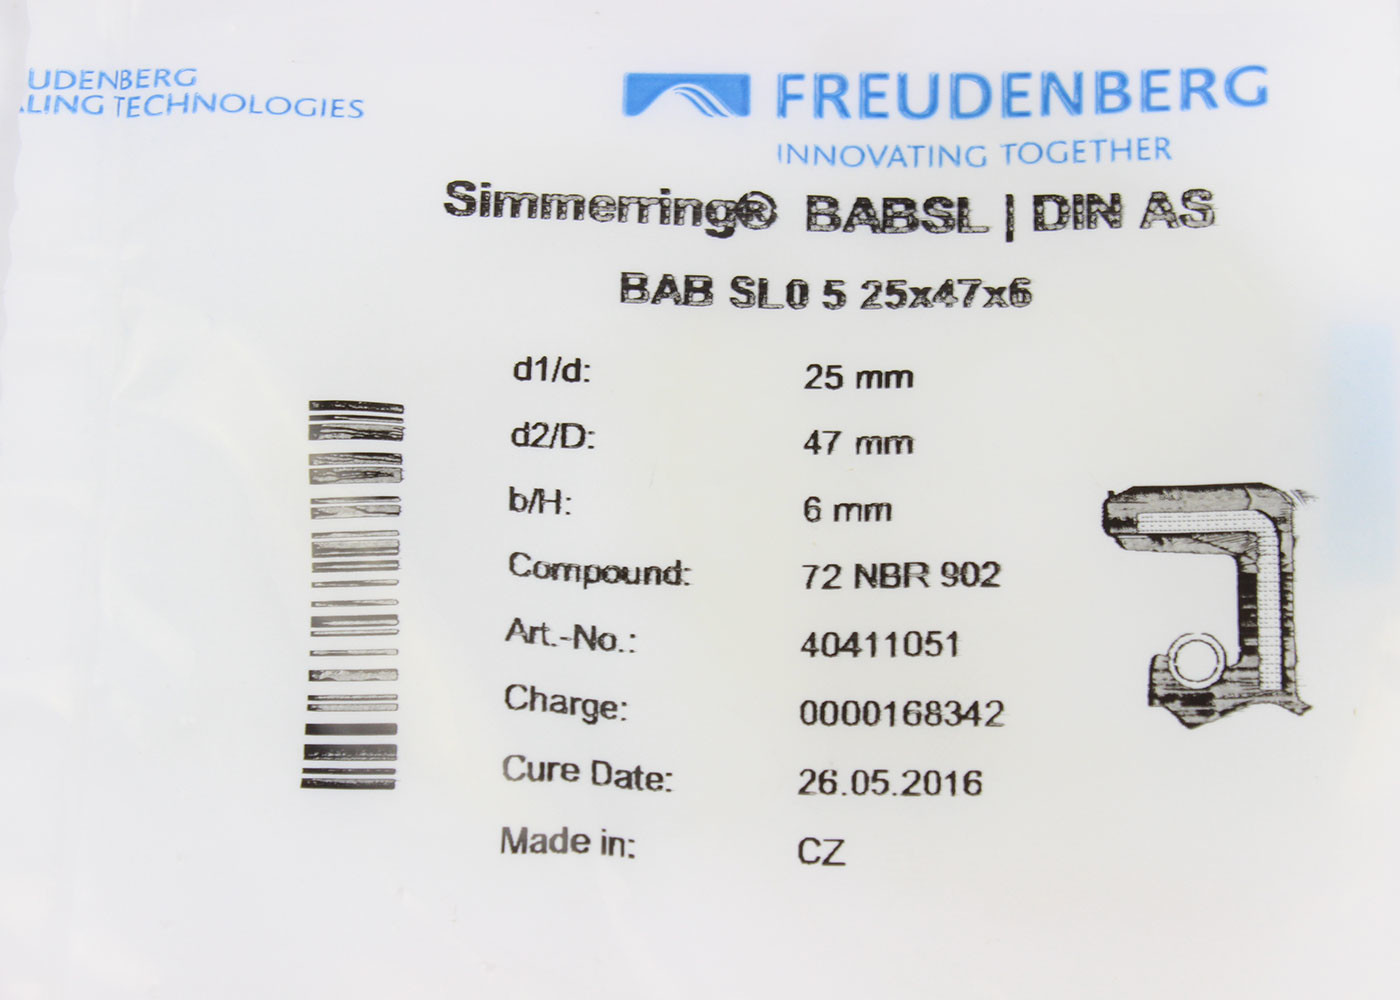 UDENBERG
LING TECHNOLOGIES
FREUDENBERG
INNOVATING TOGETHER
Simmerring® BABSL | DIN AS
BAB SL0 5 25x47x6
d1/d: 25 mm
d2/D: 47 mm
b/H: 6 mm
Compound: 72 NBR 902
Art.-No.: 40411051
Charge: 0000168342
Cure Date: 26.05.2016
Made in: CZ